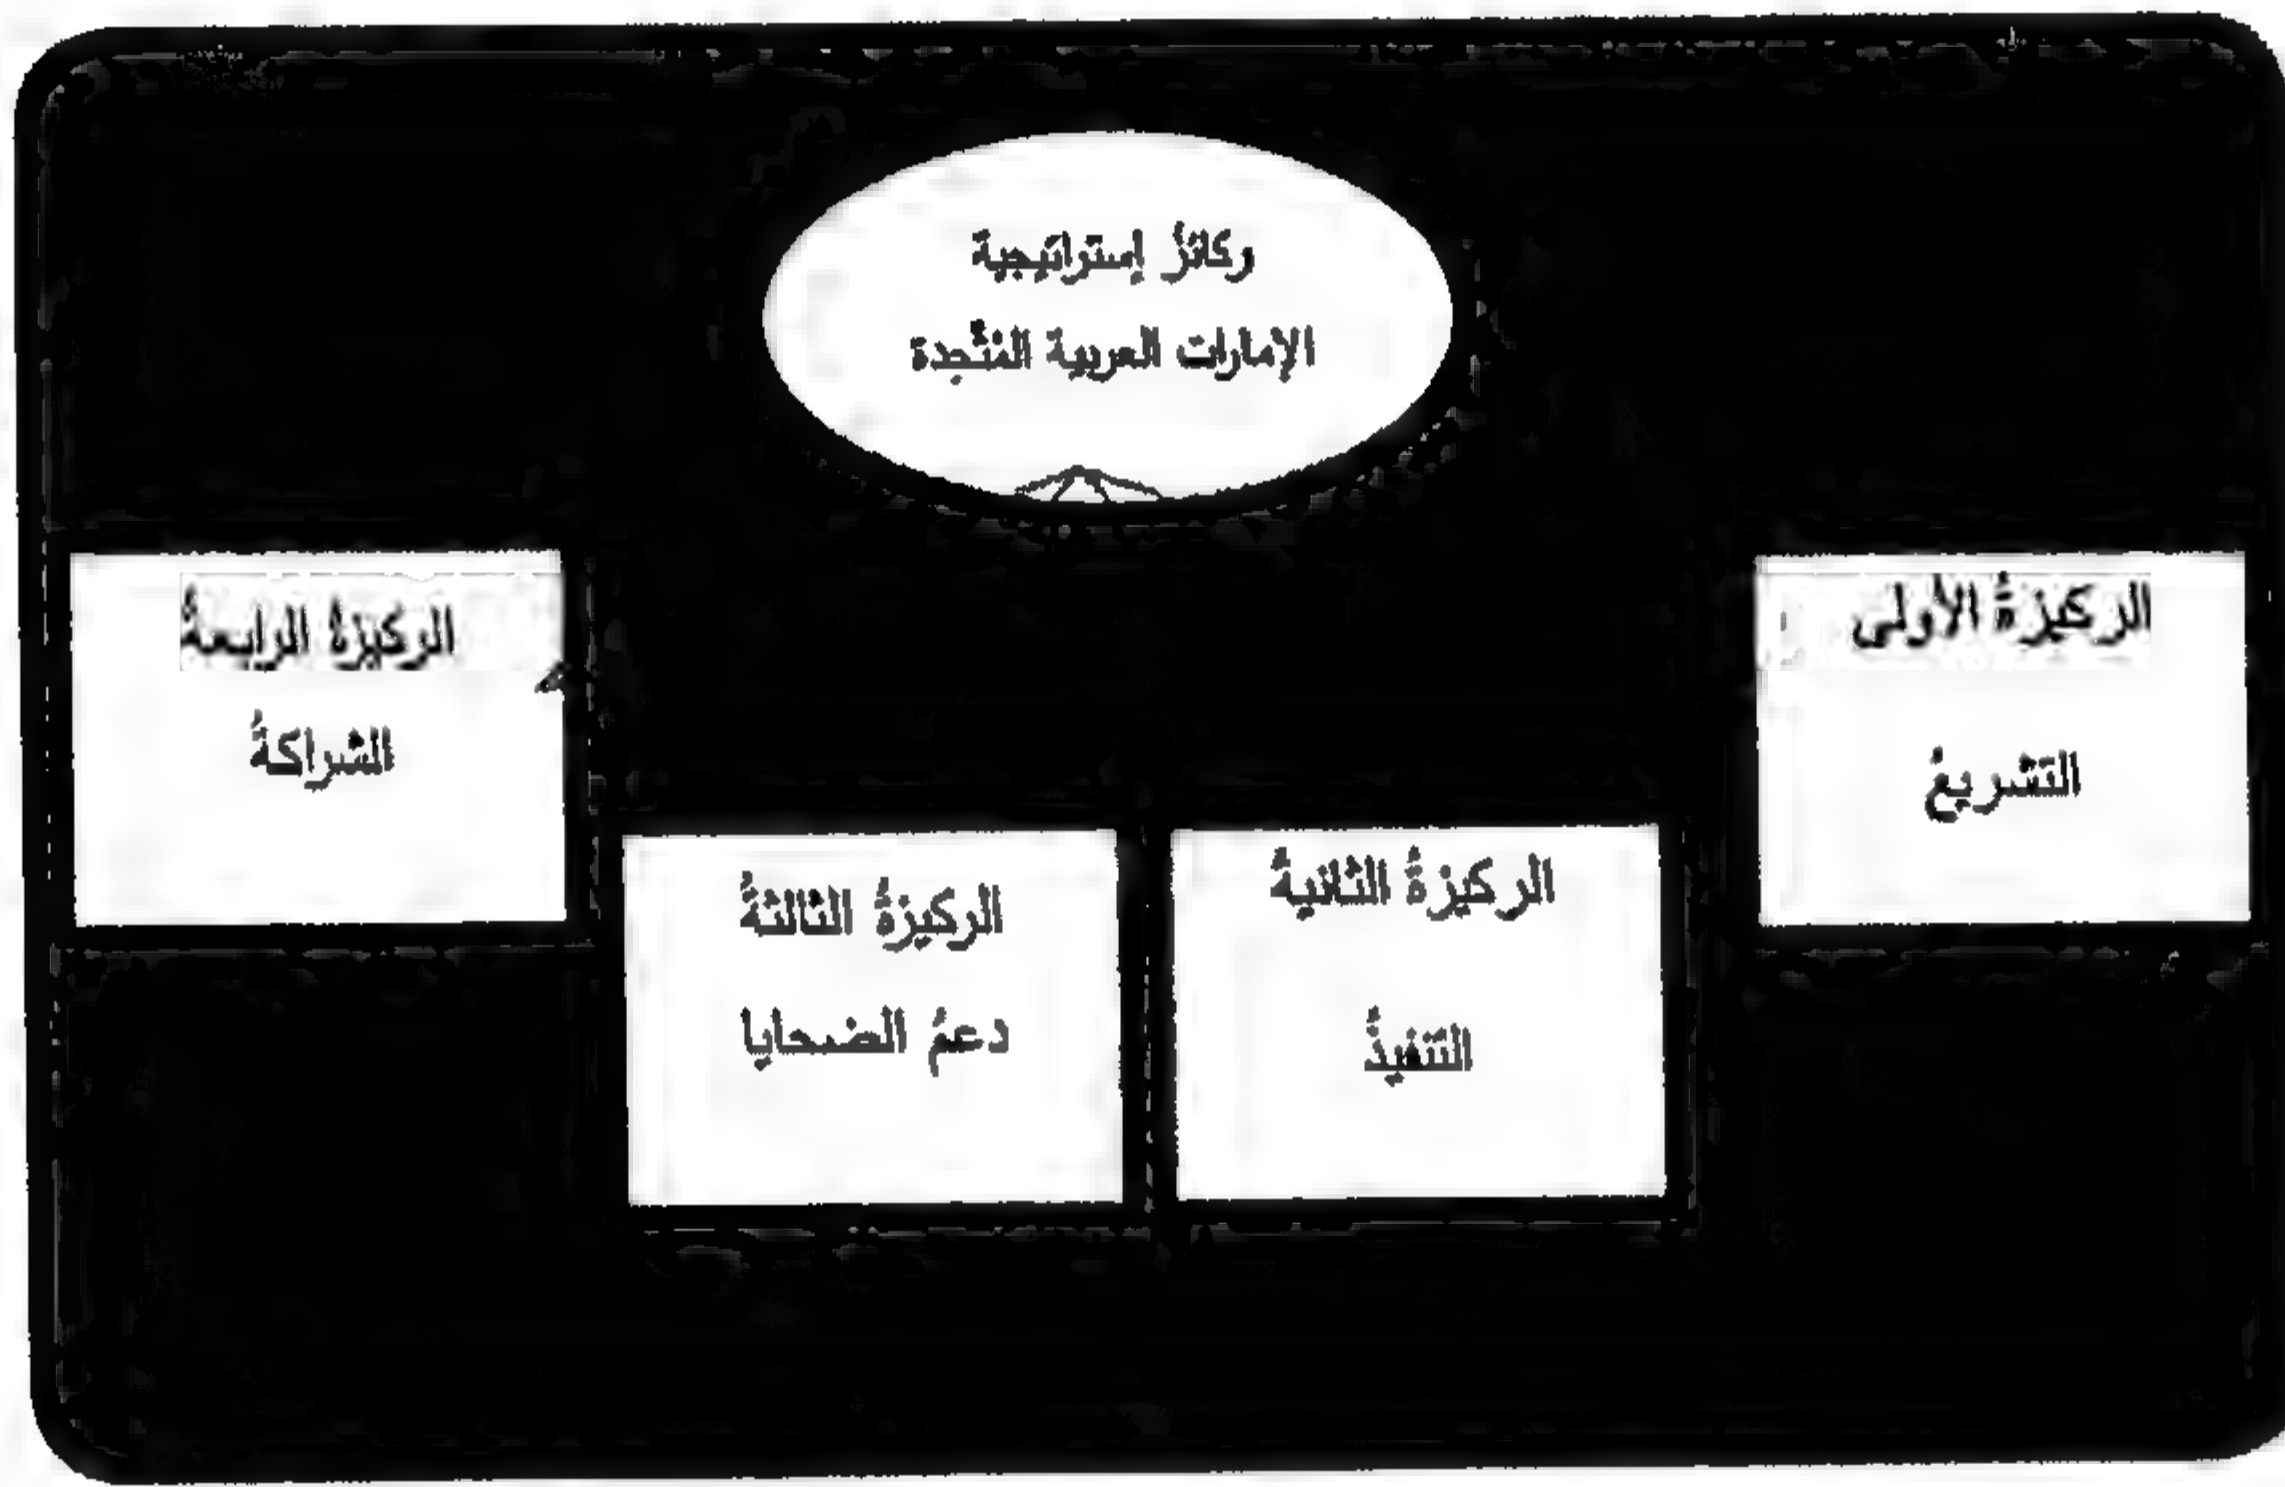 ركائزُ إستراتيجية
الإمارات العربية المتّحدة
الركيزةُ الأولى
التشريعُ
الركيزةُ الثانيةُ
التنفيذُ
الركيزةُ الثالثةُ
دعمُ الضحايا
الركيزةُ الرابعةُ
الشراكةُ